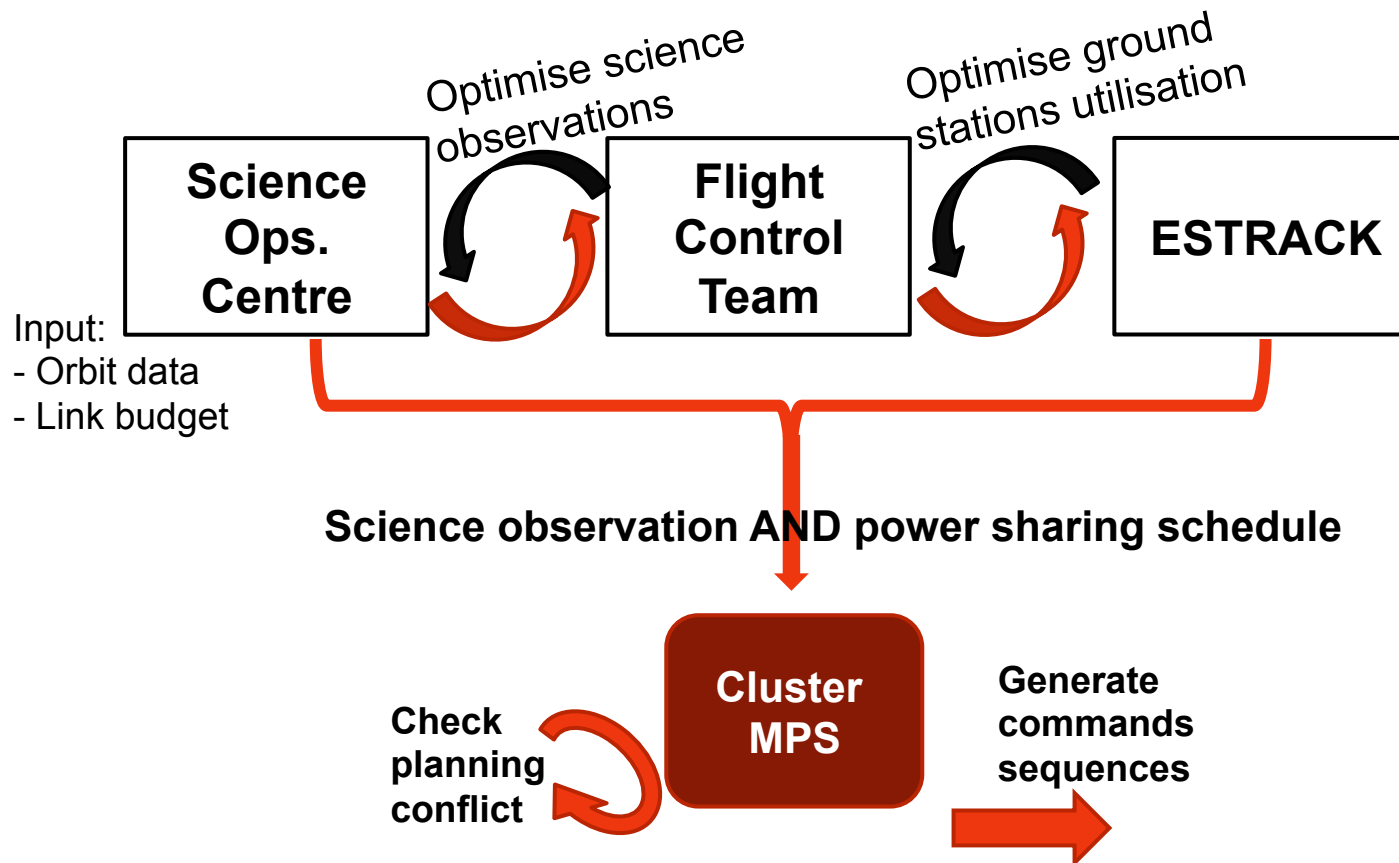 Optimise science
observations
Optimise ground
stations utilisation
Science
Ops.
Centre
Flight
Control
Team
ESTRACK
Input:
- Orbit data
- Link budget
Science observation AND power sharing schedule
Cluster
MPS
Check
planning
conflict
Generate
commands
sequences